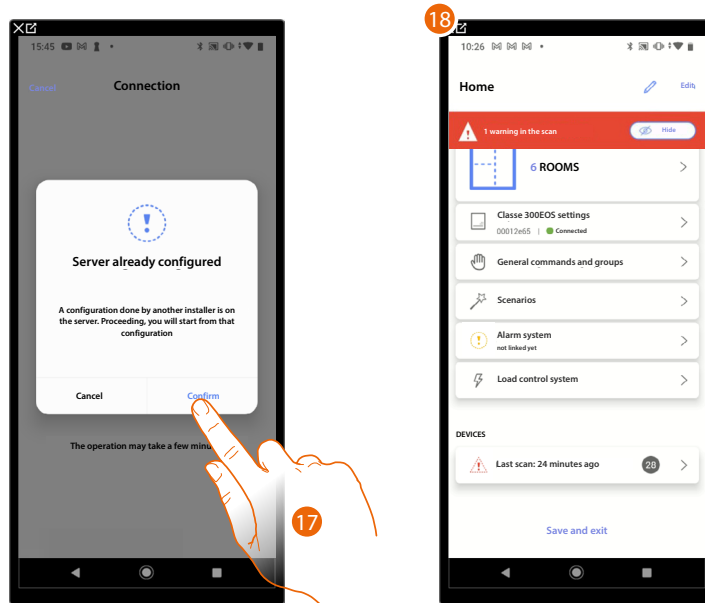 15:45
Cancel
Connection
Server already configured
A configuration done by another installer is on
the server. Proceeding, you will start from that
configuration
Cancel
Confirm
The operation may take a few minu
17
18
10:26
Home
Edit
1 warning in the scan
Hide
6 ROOMS
Classe 300EOS settings
00012e65 | Connected
General commands and groups
Scenarios
Alarm system
not linked yet
Load control system
DEVICES
Last scan: 24 minutes ago
28
Save and exit